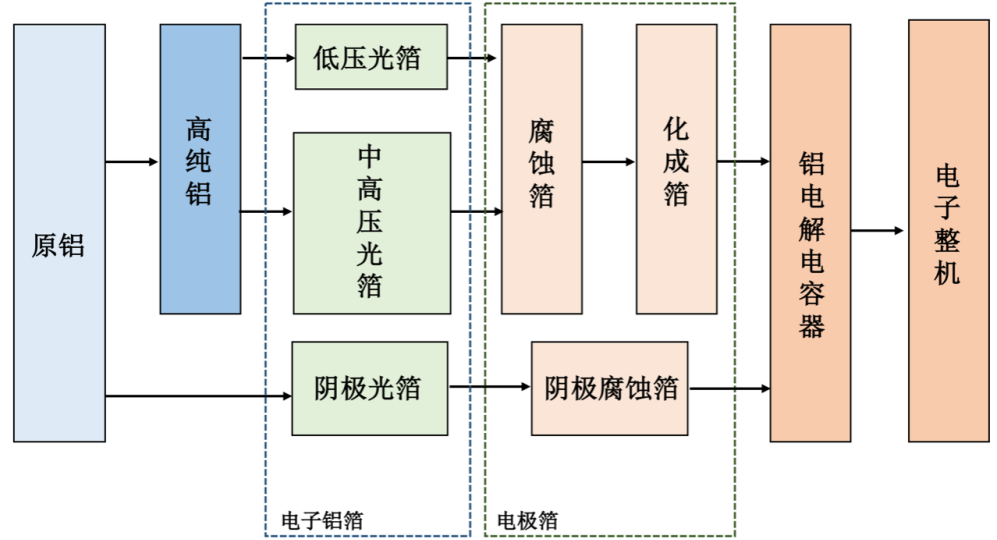 原铝
高纯铝
低压光箔
中高压光箔
阴极光箔
电子铝箔
腐蚀箔
化成箔
阴极腐蚀箔
电极箔
铝电解电容器
电子整机